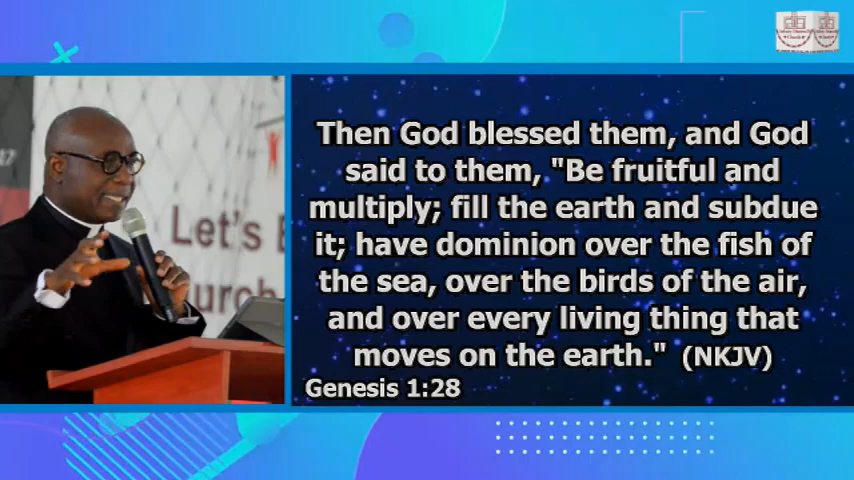 Then God blessed them, and God
said to them, "Be fruitful and
multiply; fill the earth and subdue
it; have dominion over the fish of
the sea, over the birds of the air,
and over every living thing that
moves on the earth." (NKJV)
Genesis 1:28
Let's